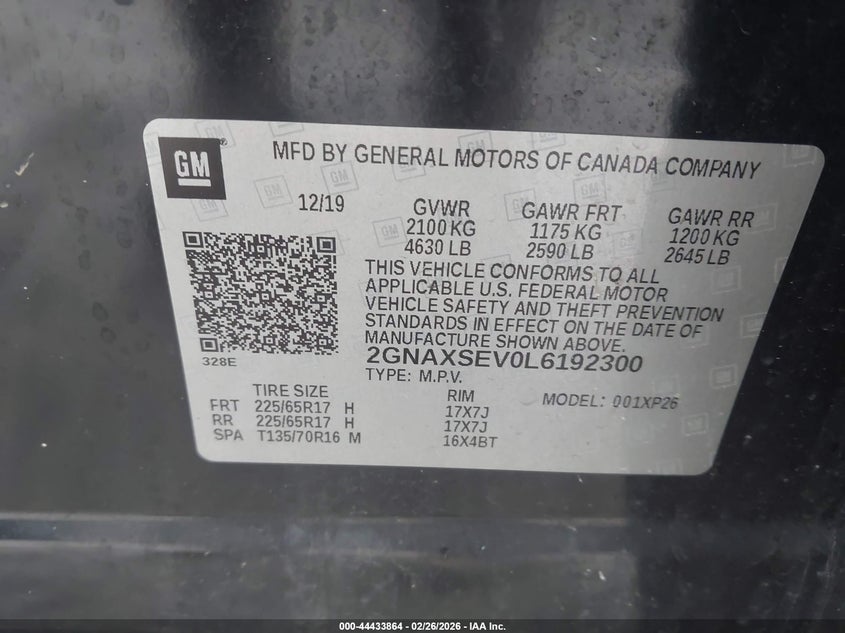 GM
MFD BY GENERAL MOTORS OF CANADA COMPANY
12/19
GVWR GAWR FRT GAWR RR
2100 KG 1175 KG 1200 KG
4630 LB 2590 LB 2645 LB
THIS VEHICLE CONFORMS TO ALL
APPLICABLE U.S. FEDERAL MOTOR
VEHICLE SAFETY AND THEFT PREVENTION
STANDARDS IN EFFECT ON THE DATE OF
MANUFACTURE SHOWN ABOVE.
328E
2GNAXSEV0L6192300
TYPE: M.P.V.
TIRE SIZE RIM MODEL: 001XP26
FRT 225/65R17 H 17X7J
RR 225/65R17 H 17X7J
SPA T135/70R16 M 16X4BT
000-44433864 - 02/26/2026 - IAA Inc.